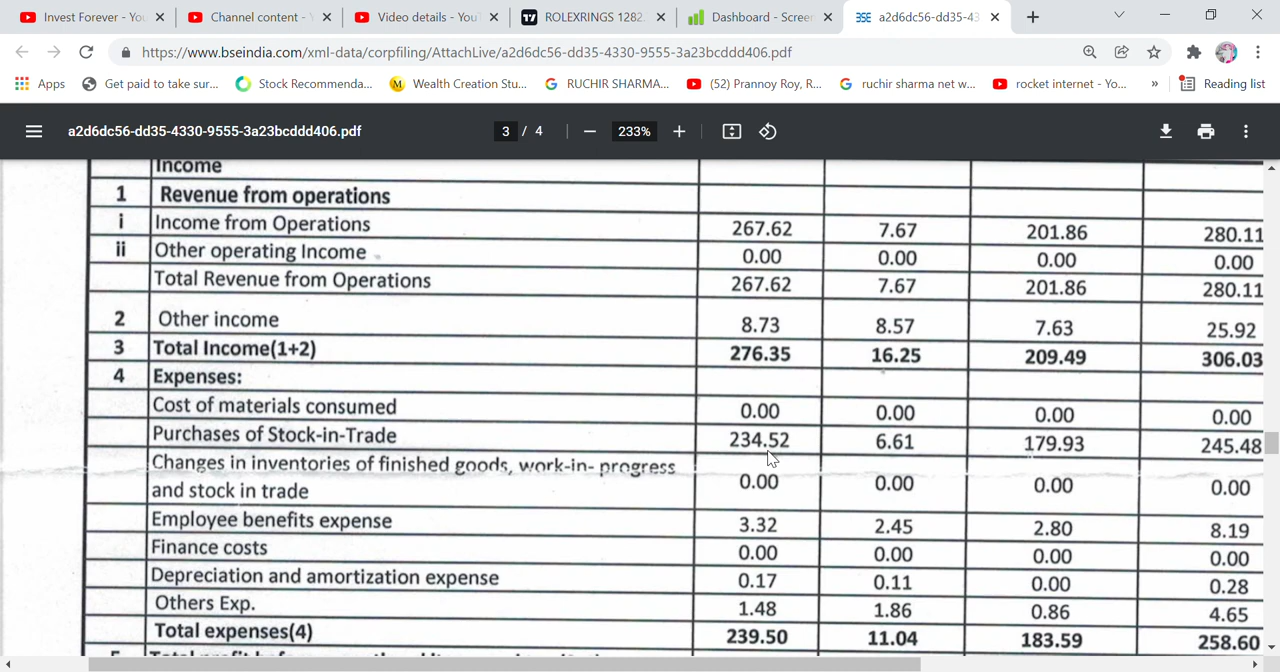 Invest Forever - Yo
Channel content -
Video details - You
ROLEXRINGS 1282.
Dashboard - Screen
a2d6dc56-dd35-43
https://www.bseindia.com/xml-data/corpfiling/AttachLive/a2d6dc56-dd35-4330-9555-3a23bcddd406.pdf
Apps Get paid to take sur... Stock Recommenda... Wealth Creation Stu... RUCHIR SHARMA... (52) Prannoy Roy, R... ruchir sharma net w... rocket internet - Yo... » Reading list
a2d6dc56-dd35-4330-9555-3a23bcddd406.pdf 3 / 4 233%
Income
1 Revenue from operations
i Income from Operations 267.62 7.67 201.86 280.11
ii Other operating Income 0.00 0.00 0.00 0.00
Total Revenue from Operations 267.62 7.67 201.86 280.11
2 Other income 8.73 8.57 7.63 25.92
3 Total Income(1+2) 276.35 16.25 209.49 306.03
4 Expenses:
Cost of materials consumed 0.00 0.00 0.00 0.00
Purchases of Stock-in-Trade 234.52 6.61 179.93 245.48
Changes in inventories of finished goods, work-in- progress
and stock in trade 0.00 0.00 0.00 0.00
Employee benefits expense 3.32 2.45 2.80 8.19
Finance costs 0.00 0.00 0.00 0.00
Depreciation and amortization expense 0.17 0.11 0.00 0.28
Others Exp. 1.48 1.86 0.86 4.65
Total expenses(4) 239.50 11.04 183.59 258.60